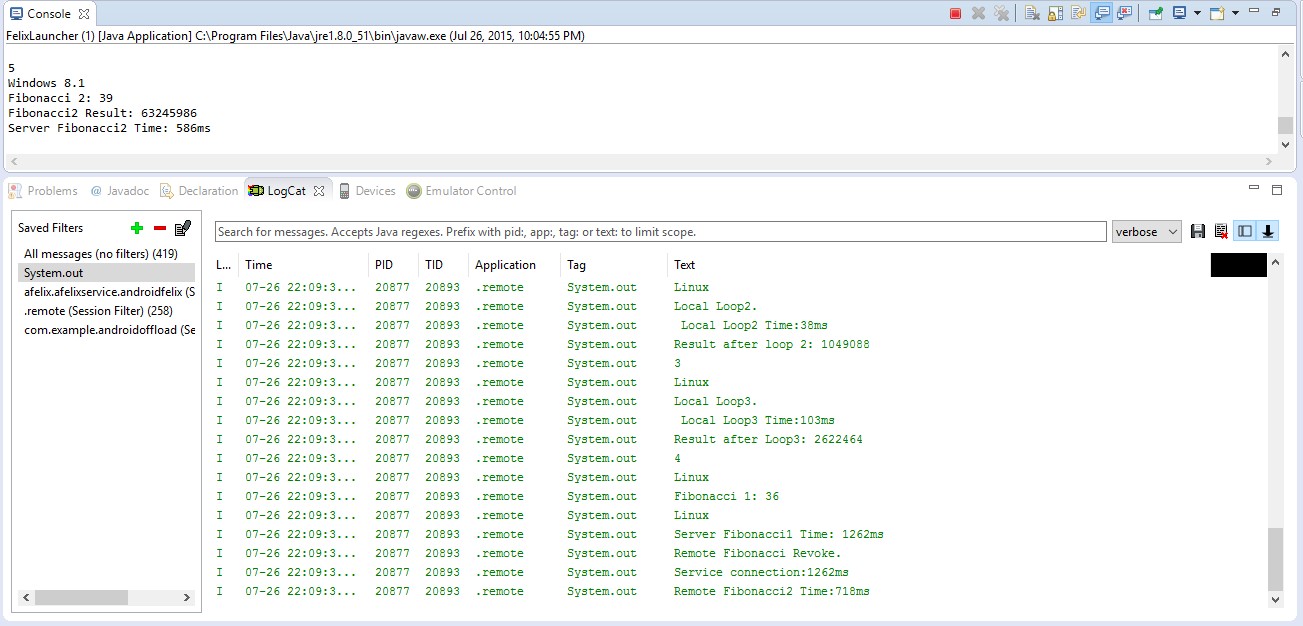 Console
FelixLauncher (1) [Java Application] C:\Program Files\Java\jre1.8.0_51\bin\javaw.exe (Jul 26, 2015, 10:04:55 PM)
5
Windows 8.1
Fibonacci 2: 39
Fibonacci2 Result: 63245986
Server Fibonacci2 Time: 586ms
Problems @ Javadoc Declaration LogCat Devices Emulator Control
Saved Filters
All messages (no filters) (419)
System.out
afelix.afelixservice.androidfelix (S
.remote (Session Filter) (258)
com.example.androidoffload (Se
Search for messages. Accepts Java regexes. Prefix with pid:, app:, tag: or text: to limit scope.
verbose
L... Time PID TID Application Tag Text
I 07-26 22:09:3... 20877 20893 .remote System.out Linux
I 07-26 22:09:3... 20877 20893 .remote System.out Local Loop2.
I 07-26 22:09:3... 20877 20893 .remote System.out Local Loop2 Time:38ms
I 07-26 22:09:3... 20877 20893 .remote System.out Result after loop 2: 1049088
I 07-26 22:09:3... 20877 20893 .remote System.out 3
I 07-26 22:09:3... 20877 20893 .remote System.out Linux
I 07-26 22:09:3... 20877 20893 .remote System.out Local Loop3.
I 07-26 22:09:3... 20877 20893 .remote System.out Local Loop3 Time:103ms
I 07-26 22:09:3... 20877 20893 .remote System.out Result after Loop3: 2622464
I 07-26 22:09:3... 20877 20893 .remote System.out 4
I 07-26 22:09:3... 20877 20893 .remote System.out Linux
I 07-26 22:09:3... 20877 20893 .remote System.out Fibonacci 1: 36
I 07-26 22:09:3... 20877 20893 .remote System.out Linux
I 07-26 22:09:3... 20877 20893 .remote System.out Server Fibonacci1 Time: 1262ms
I 07-26 22:09:3... 20877 20893 .remote System.out Remote Fibonacci Revoke.
I 07-26 22:09:3... 20877 20893 .remote System.out Service connection:1262ms
I 07-26 22:09:3... 20877 20893 .remote System.out Remote Fibonacci2 Time:718ms